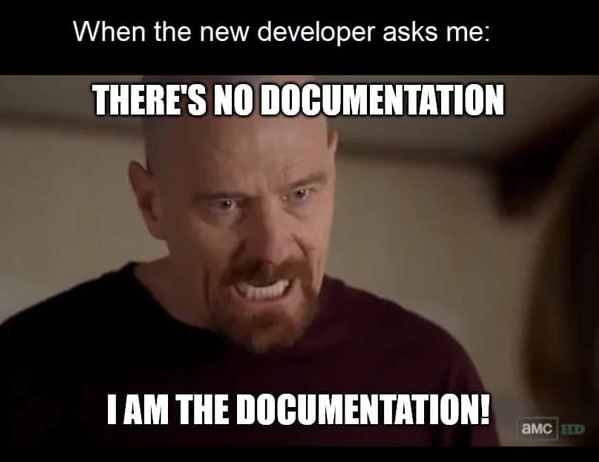 When the new developer asks me:
THERE'S NO DOCUMENTATION
I AM THE DOCUMENTATION!
aMC HD